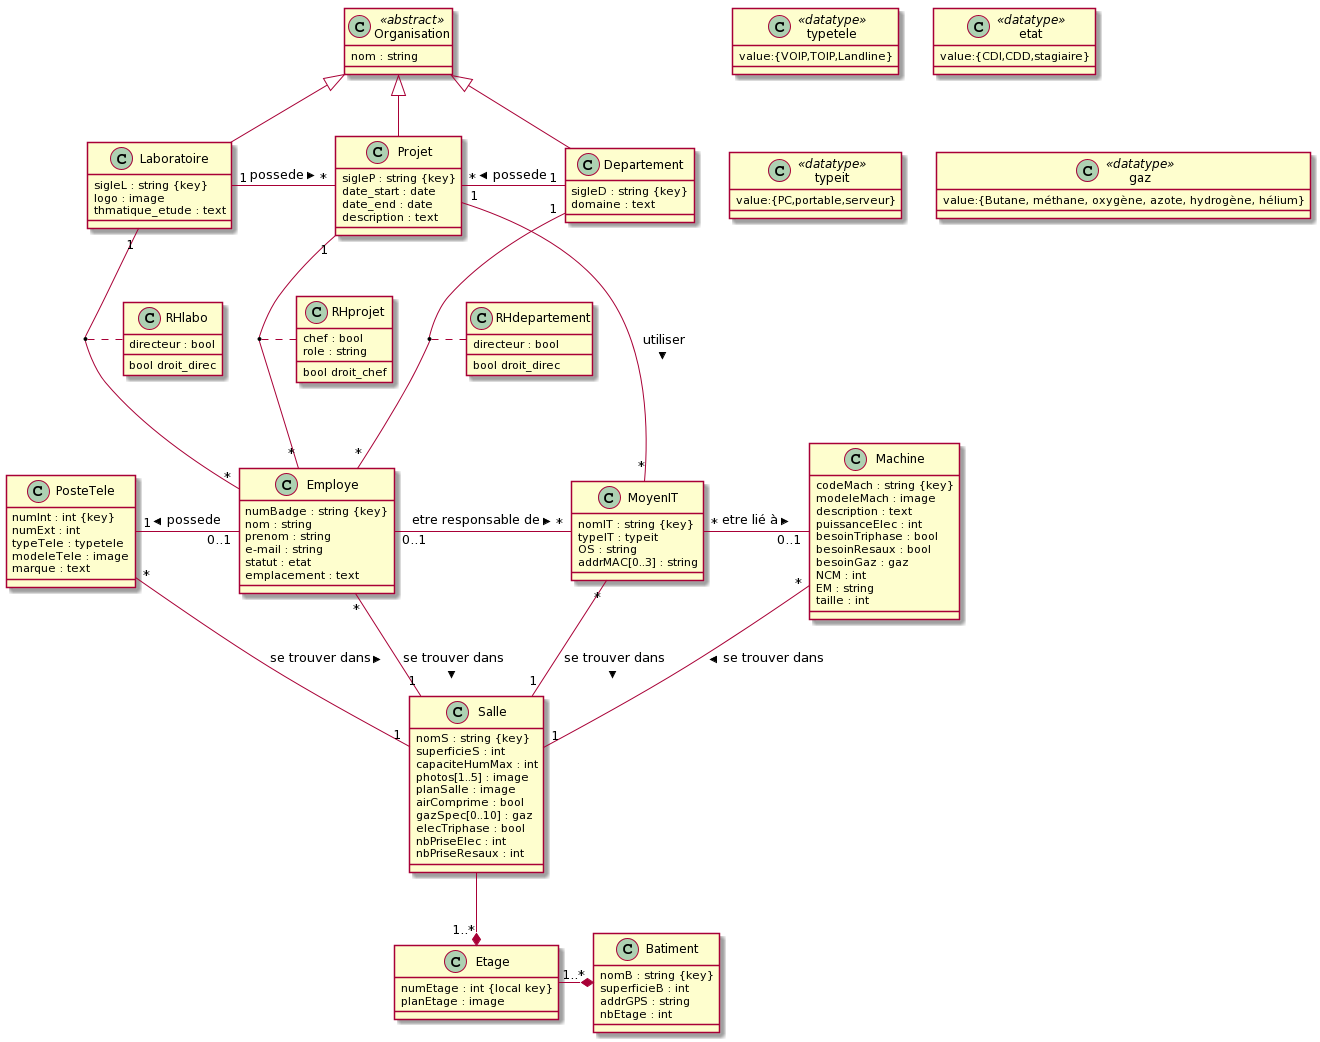 «abstract»
Organisation
nom : string
«datatype»
typetele
value:{VOIP,TOIP,Landline}
«datatype»
etat
value:{CDI,CDD,stagiaire}
C Laboratoire
sigleL : string {key}
logo : image
thmatique_etude : text
1 possede ▶ *
C Projet
sigleP : string {key}
date_start : date
date_end : date
description : text
* ◀ possede 1
C Departement
sigleD : string {key}
domaine : text
«datatype»
typeit
value:{PC,portable,serveur}
«datatype»
gaz
value:{Butane, méthane, oxygène, azote, hydrogène, hélium}
1
1
1
1
C RHlabo
directeur : bool
bool droit_direc
C RHprojet
chef : bool
role : string
bool droit_chef
C RHdepartement
directeur : bool
bool droit_direc
utiliser
▼
*
*
*
*
C PosteTele
numInt : int {key}
numExt : int
typeTele : typetele
modeleTele : image
marque : text
1 ◀ possede
0..1
C Employe
numBadge : string {key}
nom : string
prenom : string
e-mail : string
statut : etat
emplacement : text
etre responsable de ▶ *
0..1
C MoyenIT
nomIT : string {key}
typeIT : typeit
OS : string
addrMAC[0..3] : string
* etre lié à ▶
0..1
C Machine
codeMach : string {key}
modeleMach : image
description : text
puissanceElec : int
besoinTriphase : bool
besoinResaux : bool
besoinGaz : gaz
NCM : int
EM : string
taille : int
*
*
*
*
se trouver dans ▶
se trouver dans
▼
se trouver dans
▼
◀ se trouver dans
1
1
1
1
C Salle
nomS : string {key}
superficieS : int
capaciteHumMax : int
photos[1..5] : image
planSalle : image
airComprime : bool
gazSpec[0..10] : gaz
elecTriphase : bool
nbPriseElec : int
nbPriseResaux : int
1..*
C Etage
numEtage : int {local key}
planEtage : image
1..*
C Batiment
nomB : string {key}
superficieB : int
addrGPS : string
nbEtage : int